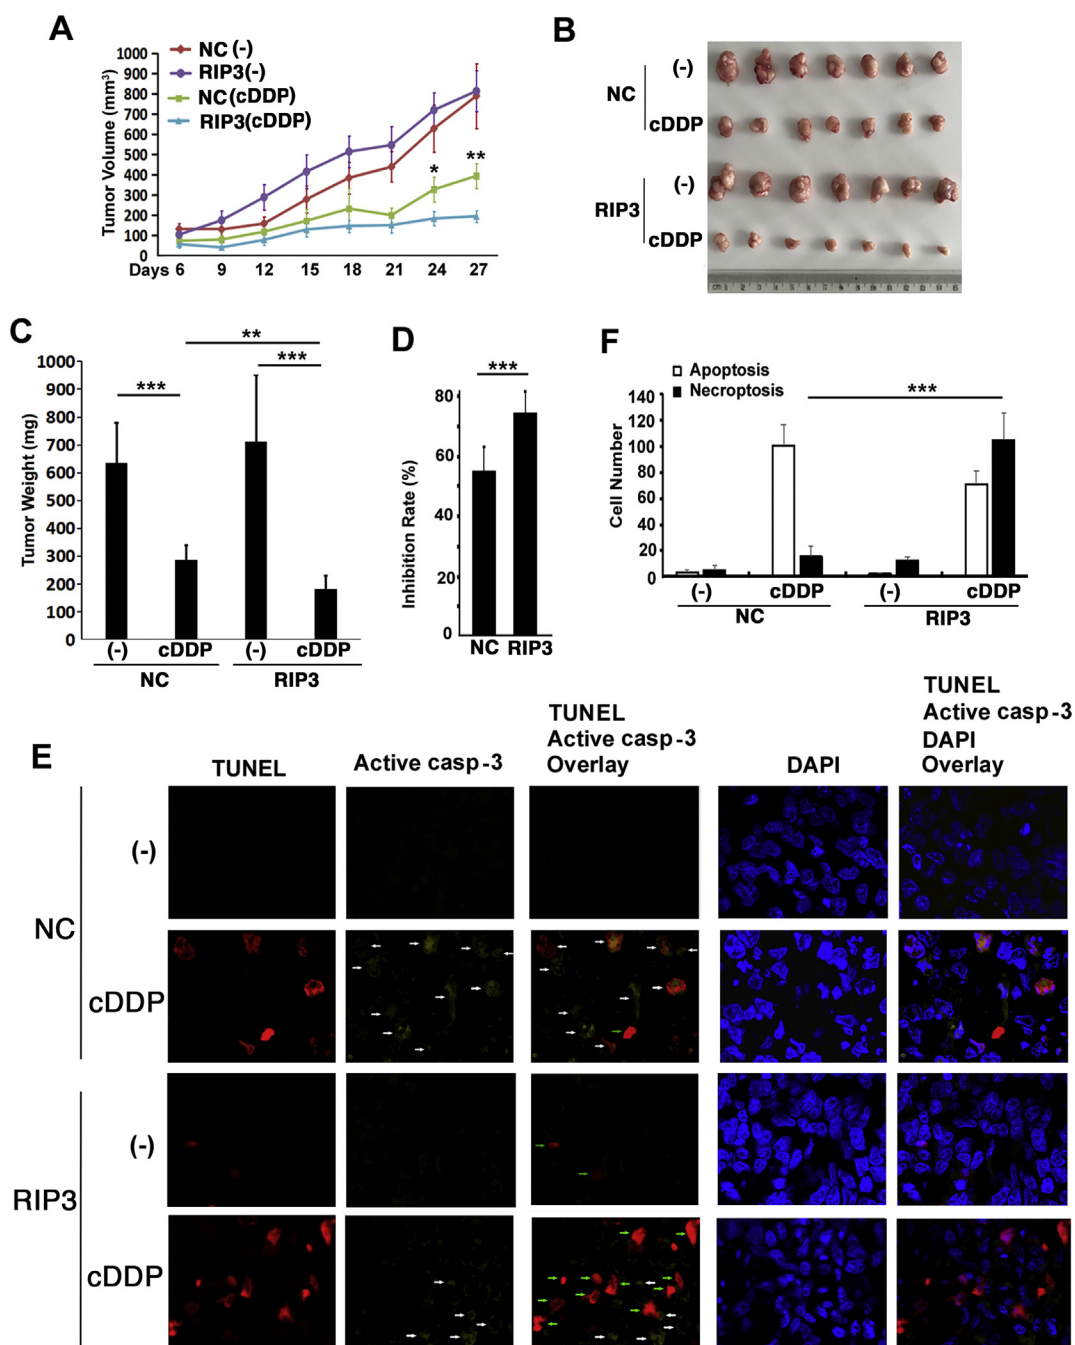 A
NC (-)
RIP3(-)
NC(cDDP)
RIP3(cDDP)
Tumor Volume (mm³)
1000
900
800
700
600
500
400
300
200
100
0
Days 6 9 12 15 18 21 24 27
*
**
B
NC
(-)
cDDP
RIP3
(-)
cDDP
C
Tumor Weight (mg)
1000
900
800
700
600
500
400
300
200
100
0
***
**
***
(-) cDDP (-) cDDP
NC RIP3
D
Inhibition Rate (%)
80
60
40
20
0
***
NC RIP3
F
Apoptosis
Necroptosis
Cell Number
140
120
100
80
60
40
20
0
***
(-) cDDP (-) cDDP
NC RIP3
E
TUNEL
Active casp-3
TUNEL
Active casp-3
Overlay
DAPI
TUNEL
Active casp-3
DAPI
Overlay
NC
(-)
cDDP
RIP3
(-)
cDDP